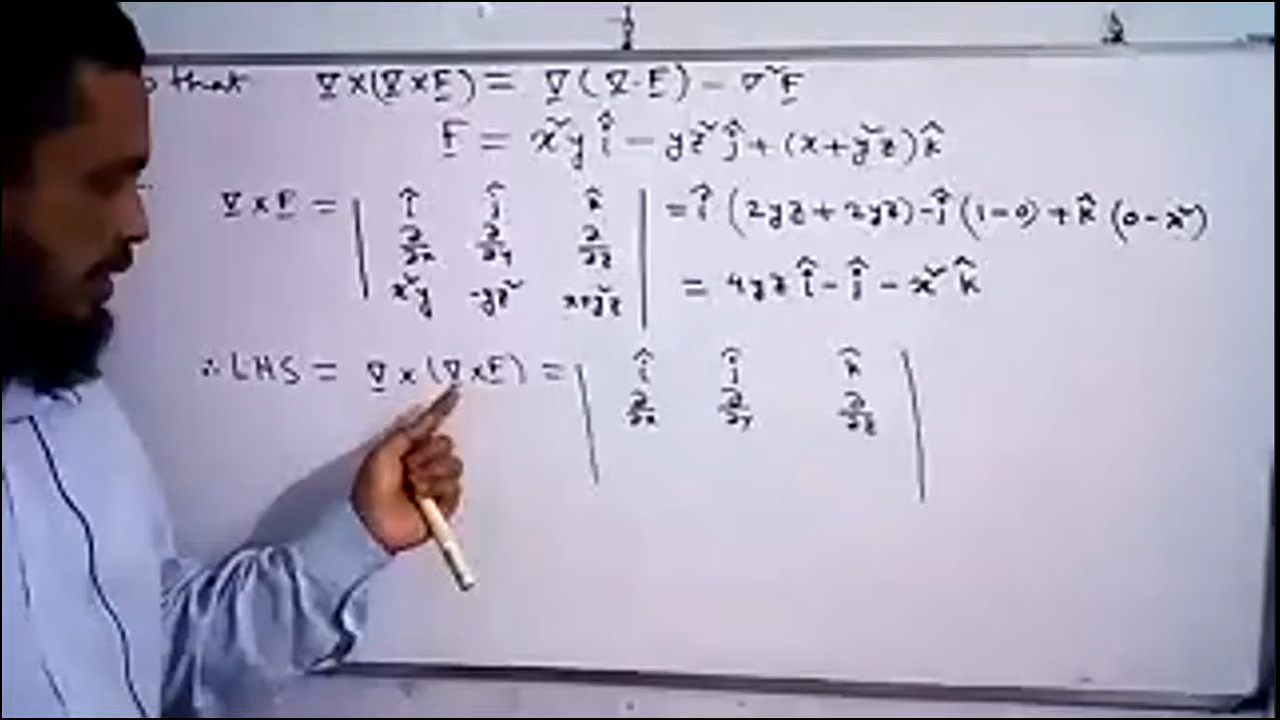 that ∇×(∇×F) = ∇(∇·F) - ∇²F
F = x²y î - yz² ĵ + (x+y²z) k̂
∇×F = | î ĵ k̂ | = î (2yz + 2yz) - ĵ (1-0) + k̂ (0-x²)
∂/∂x ∂/∂y ∂/∂z
x²y -yz² x+y²z = 4yz î - ĵ - x² k̂
∴ LHS = ∇×(∇×F) = | î ĵ k̂ |
∂/∂x ∂/∂y ∂/∂z